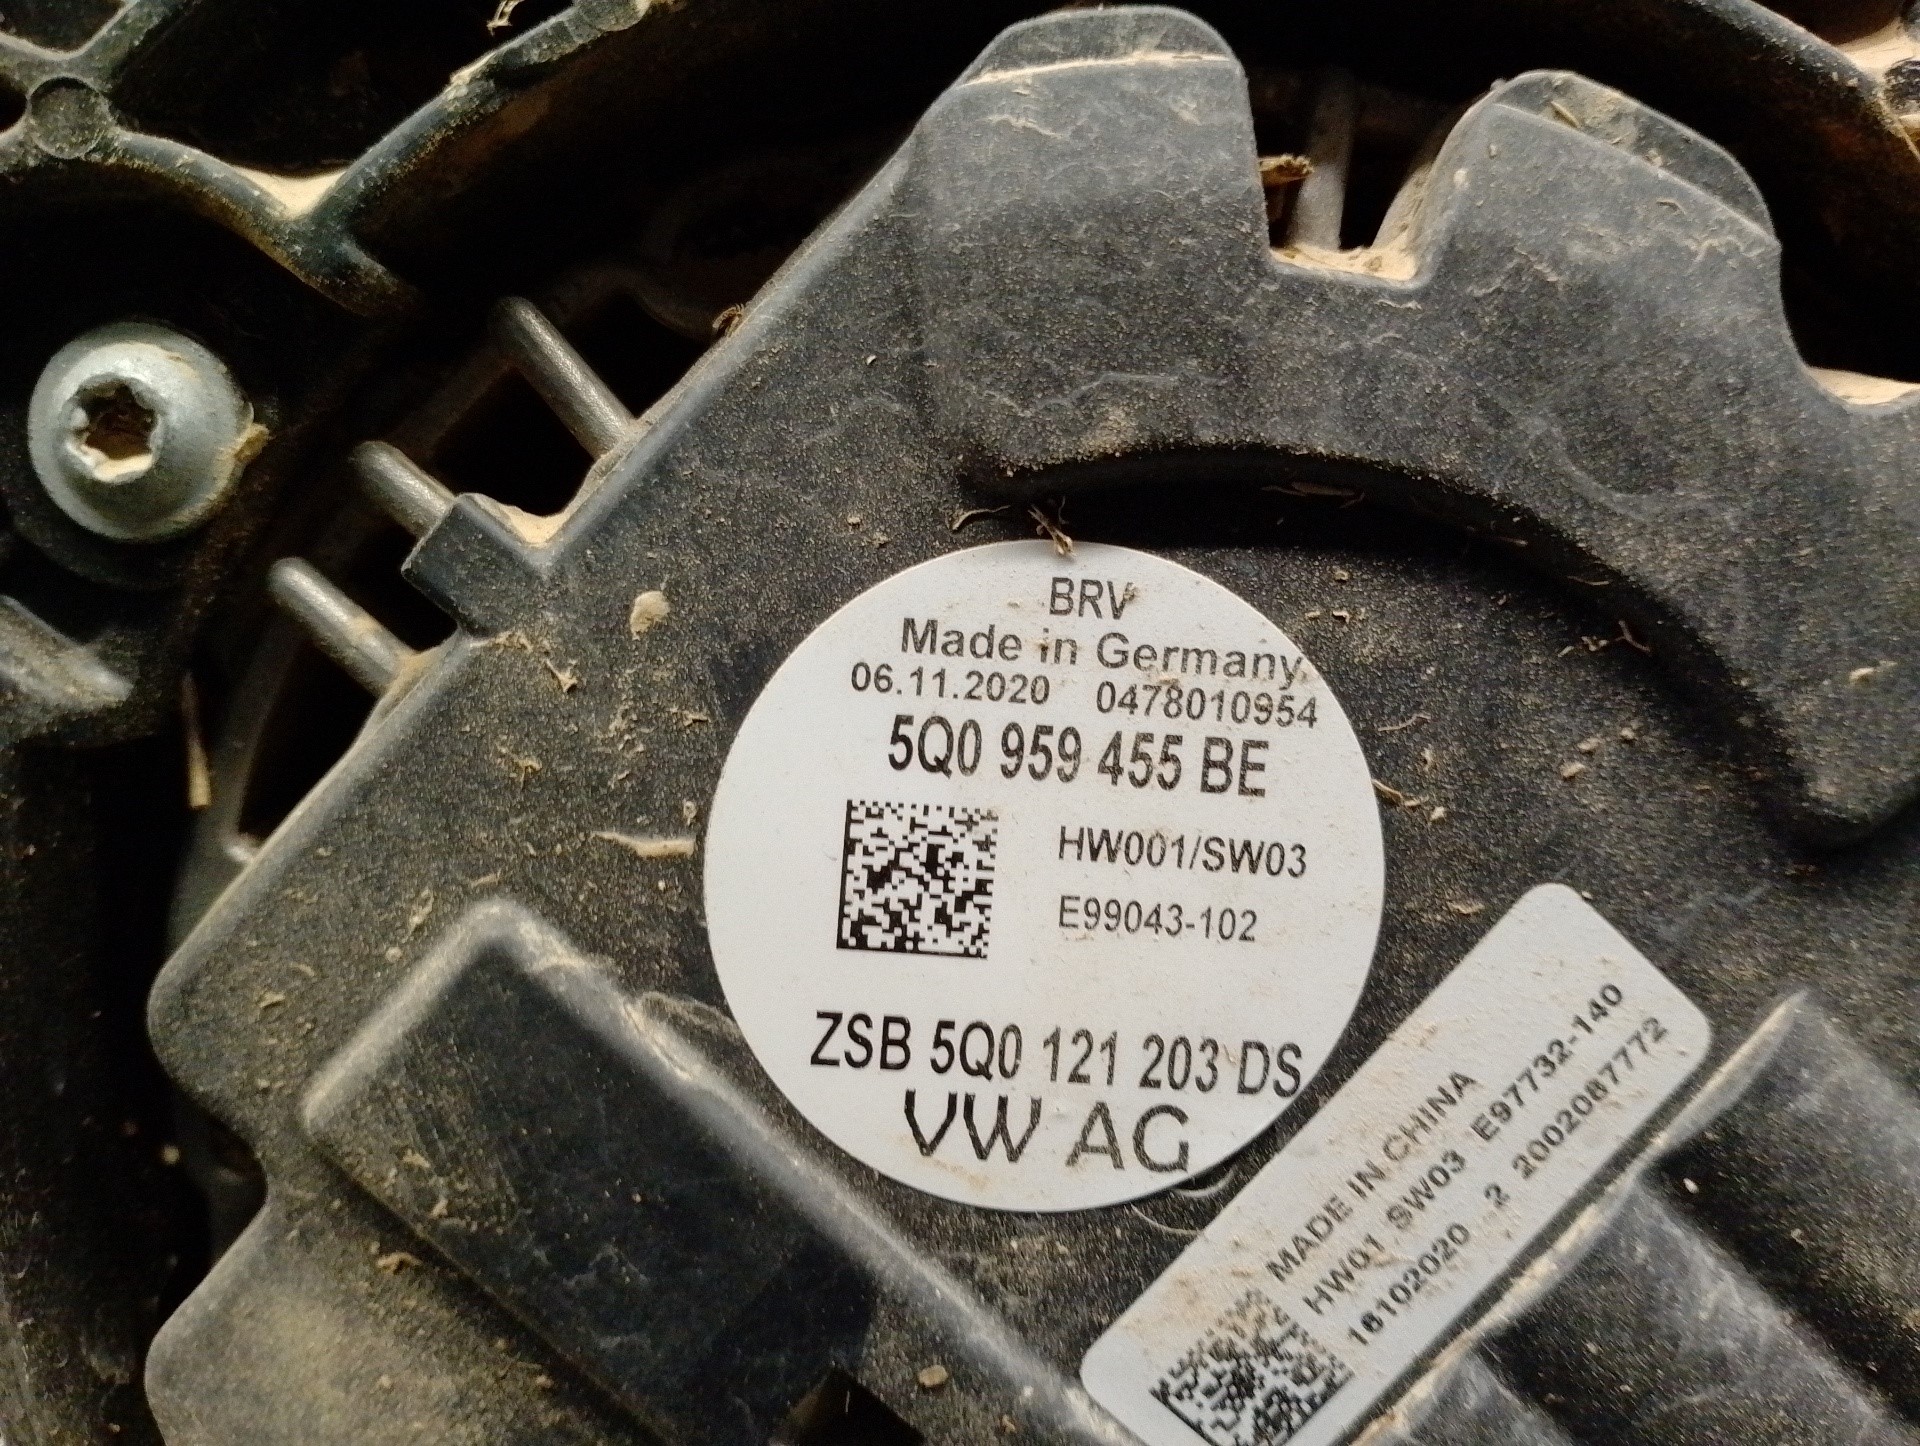 BRV
Made in Germany
06.11.2020 0478010954
5Q0 959 455 BE
HW001/SW03
E99043-102
ZSB 5Q0 121 203 DS
VW AG
MADE IN CHINA
HW01 SW03 E97732-140
16102020 2 2002087772